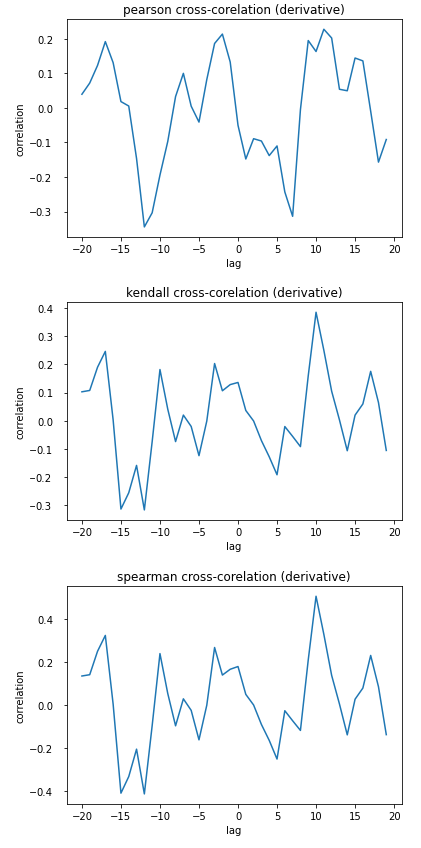 pearson cross-corelation (derivative)
0.2
0.1
0.0
−0.1
−0.2
−0.3
correlation
−20 −15 −10 −5 0 5 10 15 20
lag
kendall cross-corelation (derivative)
0.4
0.3
0.2
0.1
0.0
−0.1
−0.2
−0.3
correlation
−20 −15 −10 −5 0 5 10 15 20
lag
spearman cross-corelation (derivative)
0.4
0.2
0.0
−0.2
−0.4
correlation
−20 −15 −10 −5 0 5 10 15 20
lag